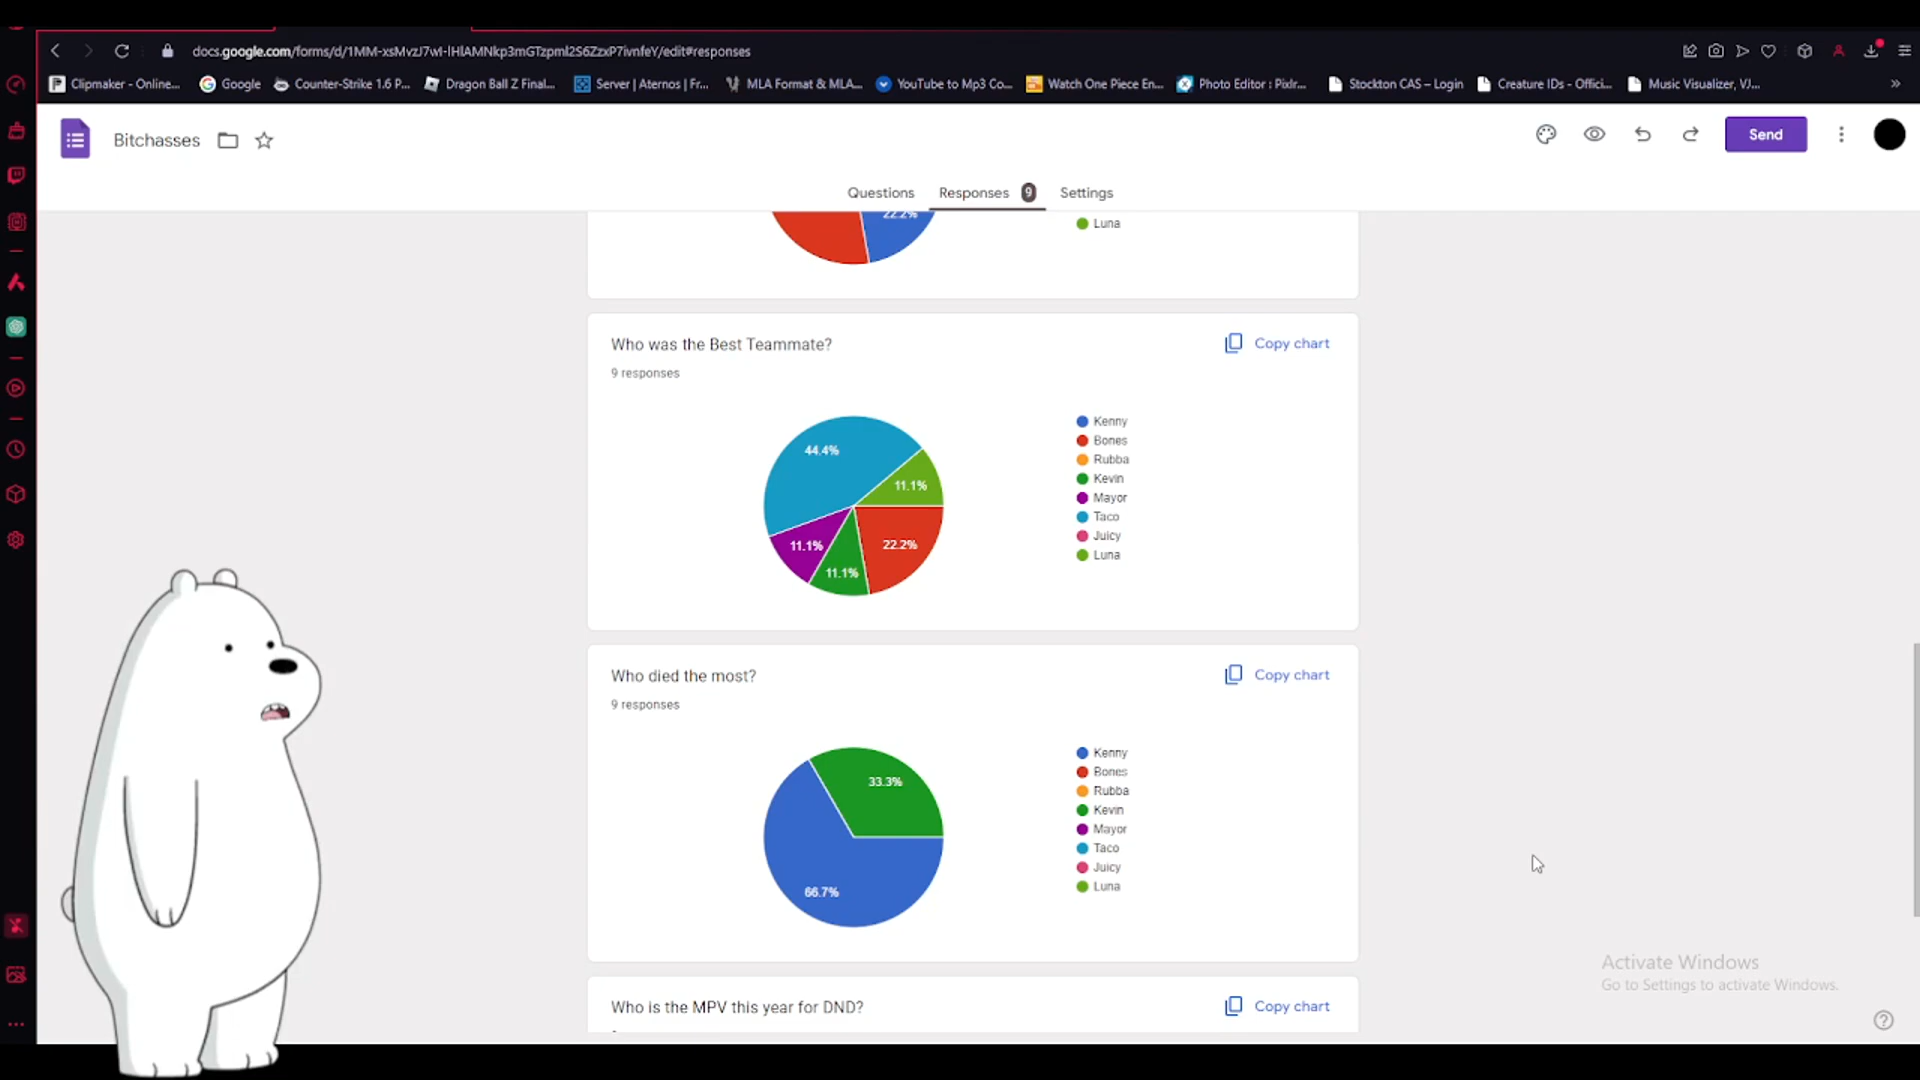 docs.google.com/forms/d/1MM-xsMvzJ7wI-lHlAMNkp3mGTzpml2S6ZzxP7ivnfeY/edit#responses
Clipmaker - Online... Google Counter-Strike 1.6 P... Dragon Ball Z Final... Server | Aternos | Fr... MLA Format & MLA... YouTube to Mp3 Co... Watch One Piece En... Photo Editor : Pixlr... Stockton CAS – Login Creature IDs - Offici... Music Visualizer, VJ...
Bitchasses
Send
Questions Responses 9 Settings
22.2%
Luna
Who was the Best Teammate?
Copy chart
9 responses
44.4%
11.1%
22.2%
11.1%
11.1%
Kenny
Bones
Rubba
Kevin
Mayor
Taco
Juicy
Luna
Who died the most?
Copy chart
9 responses
33.3%
66.7%
Kenny
Bones
Rubba
Kevin
Mayor
Taco
Juicy
Luna
Who is the MPV this year for DND?
Copy chart
Activate Windows
Go to Settings to activate Windows.